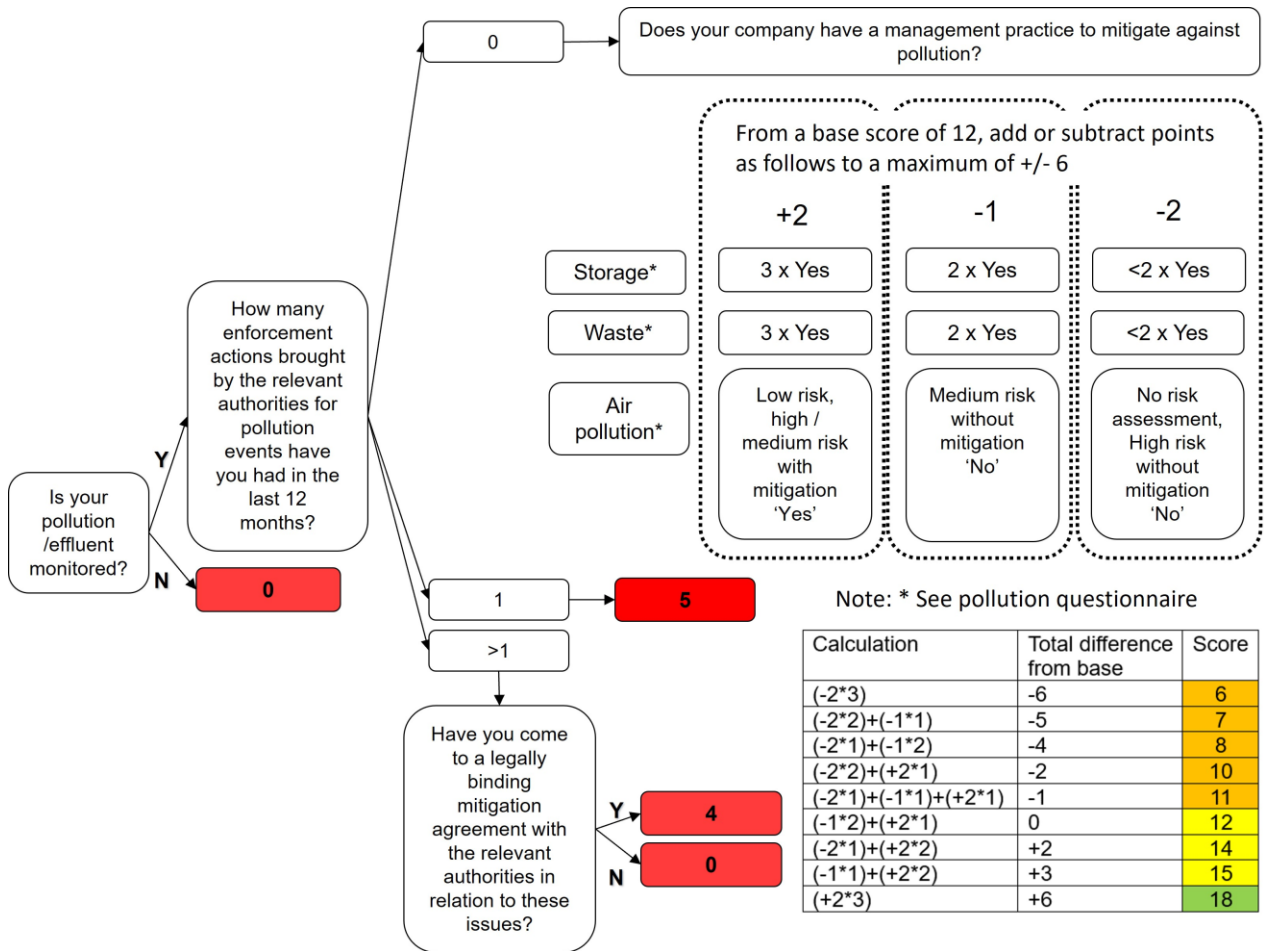 0
Does your company have a management practice to mitigate against
pollution?
From a base score of 12, add or subtract points
as follows to a maximum of +/- 6
+2
-1
-2
Storage*
3 x Yes
2 x Yes
<2 x Yes
Waste*
3 x Yes
2 x Yes
<2 x Yes
Air
pollution*
Low risk,
high /
medium risk
with
mitigation
‘Yes’
Medium risk
without
mitigation
‘No’
No risk
assessment,
High risk
without
mitigation
‘No’
How many
enforcement
actions brought
by the relevant
authorities for
pollution
events have
you had in the
last 12
months?
Y
Is your
pollution
/effluent
monitored?
N
0
1
5
>1
Note: * See pollution questionnaire
Have you come
to a legally
binding
mitigation
agreement with
the relevant
authorities in
relation to these
issues?
Y
4
N
0
Calculation Total difference Score
from base
(-2*3) -6 6
(-2*2)+(-1*1) -5 7
(-2*1)+(-1*2) -4 8
(-2*2)+(+2*1) -2 10
(-2*1)+(-1*1)+(+2*1) -1 11
(-1*2)+(+2*1) 0 12
(-2*1)+(+2*2) +2 14
(-1*1)+(+2*2) +3 15
(+2*3) +6 18